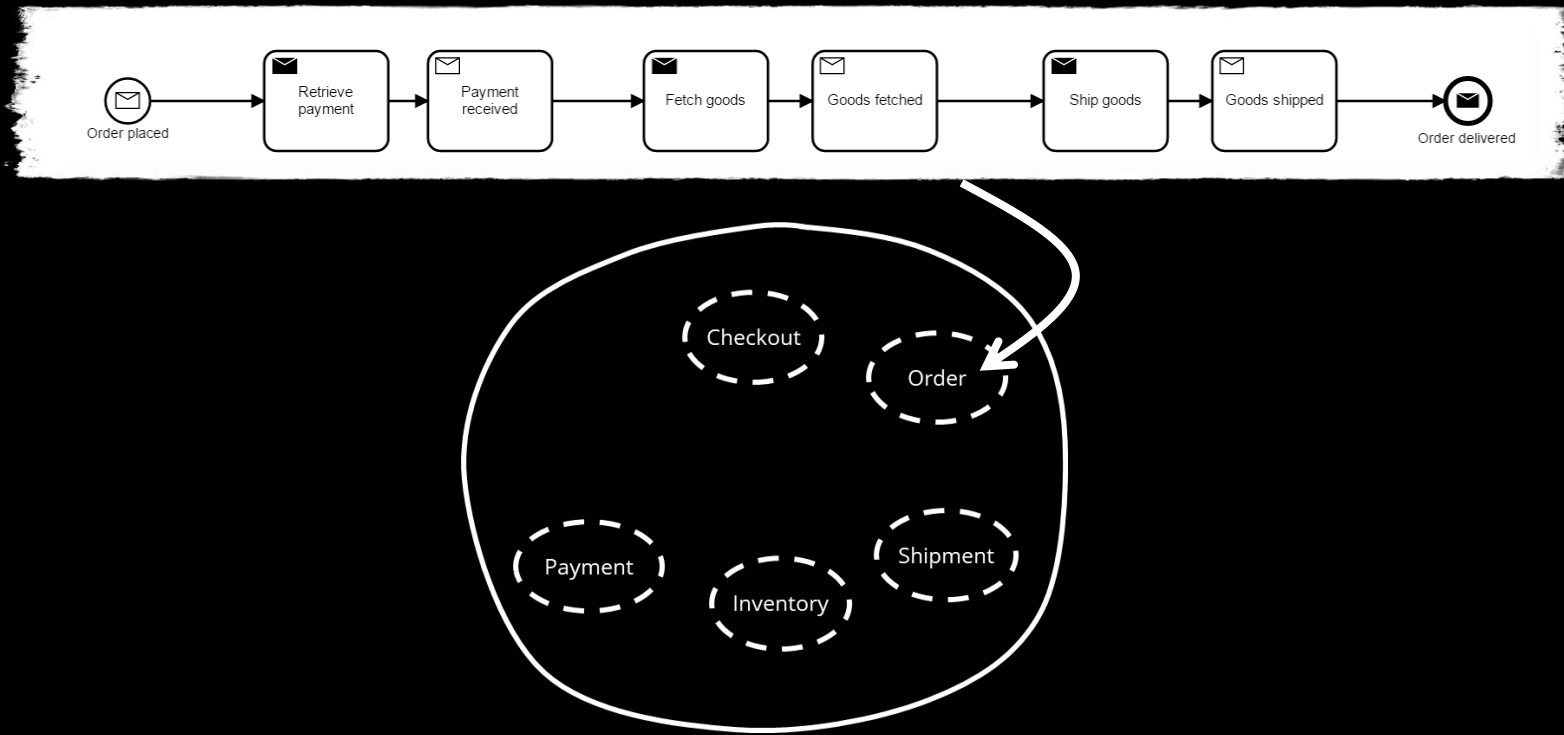 Order placed
Retrieve
payment
Payment
received
Fetch goods
Goods fetched
Ship goods
Goods shipped
Order delivered
Checkout
Order
Payment
Inventory
Shipment